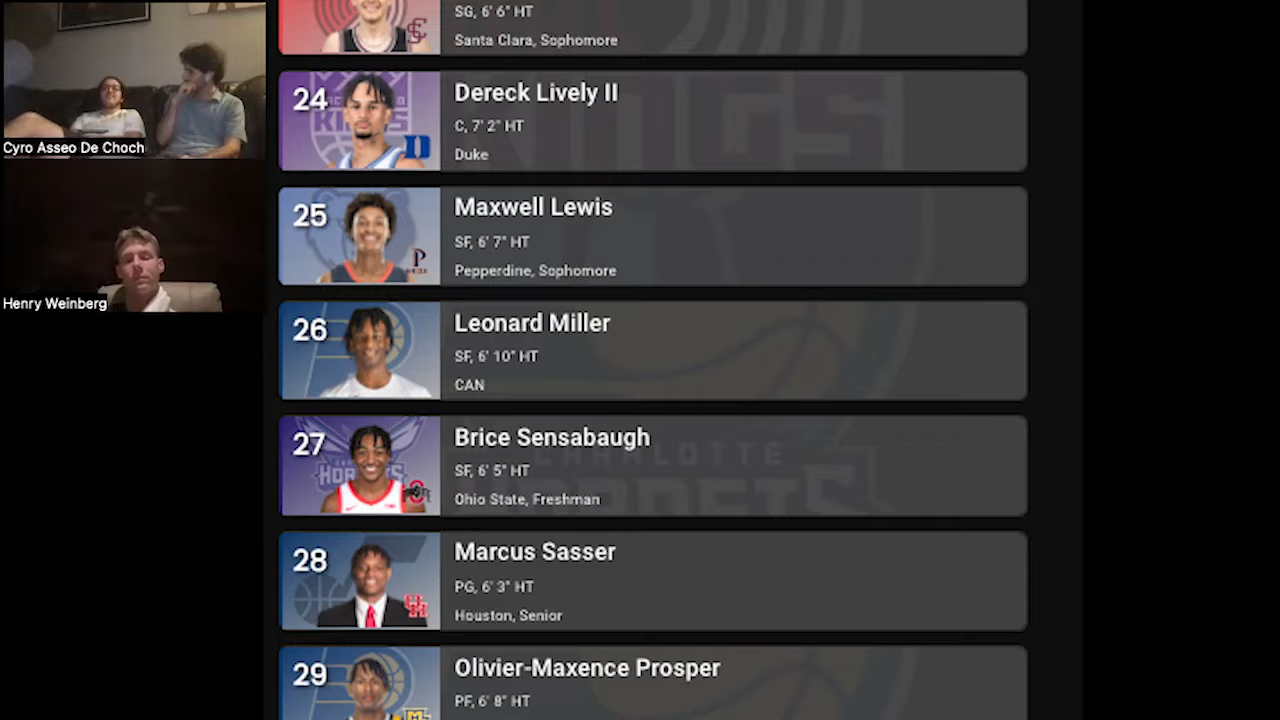 SG, 6' 6" HT
Santa Clara, Sophomore
24
Dereck Lively II
C, 7' 2" HT
Duke
KINGS
Cyro Asseo De Choch
25
Maxwell Lewis
SF, 6' 7" HT
Pepperdine, Sophomore
Henry Weinberg
26
Leonard Miller
SF, 6' 10" HT
CAN
27
Brice Sensabaugh
SF, 6' 5" HT
Ohio State, Freshman
CHARLOTTE
HORNETS
28
Marcus Sasser
PG, 6' 3" HT
Houston, Senior
29
Olivier-Maxence Prosper
PF, 6' 8" HT